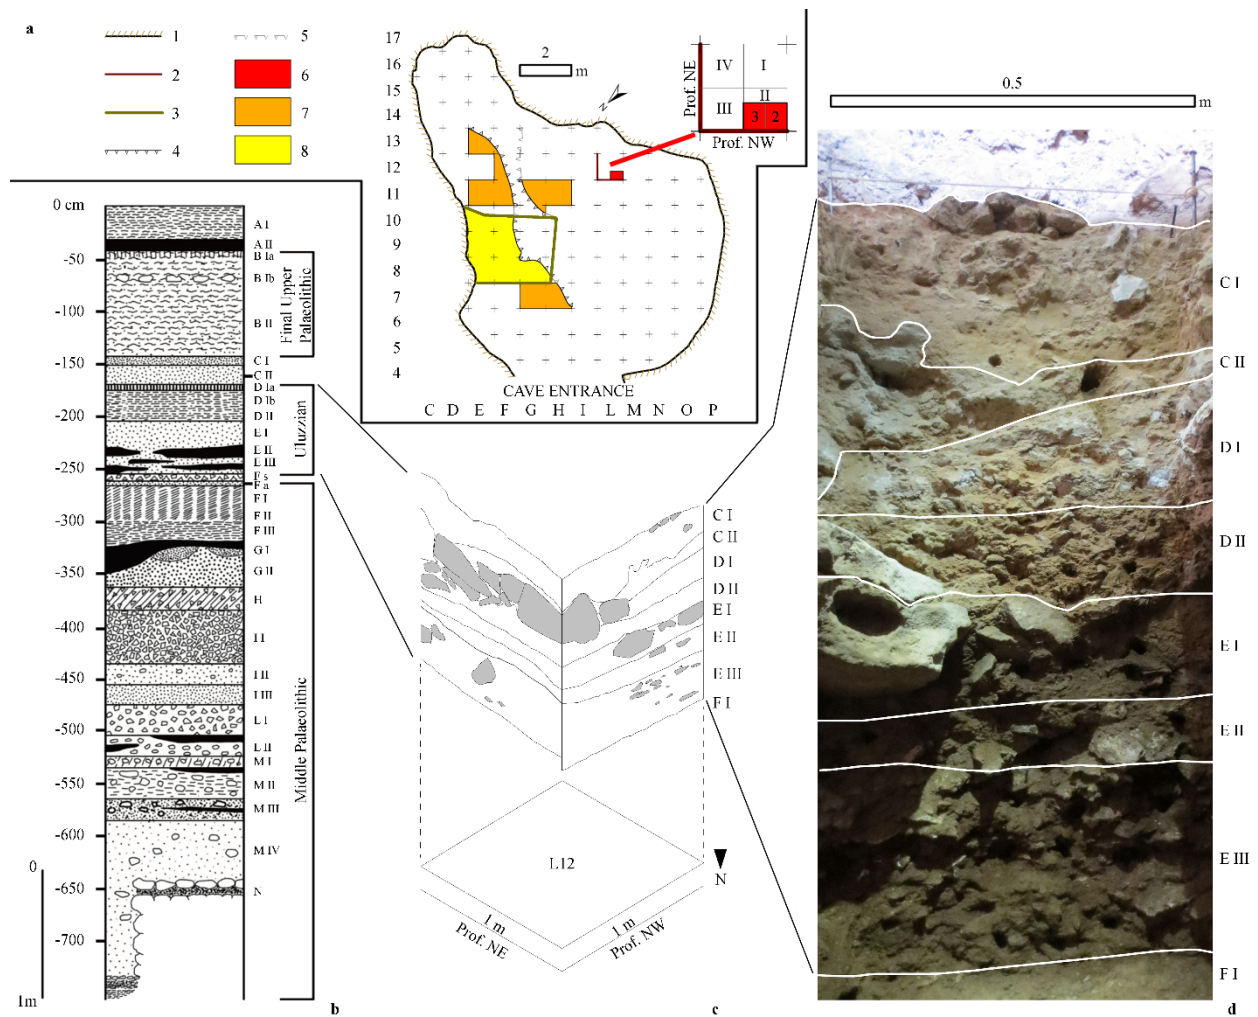 a
1
2
3
4
5
6
7
8
17
16
15
14
13
12
11
10
9
8
7
6
5
4
2
m
N
CAVE ENTRANCE
C D E F G H I L M N O P
Prof. NE
IV I
II
III 3 2
Prof. NW
0 cm
-50
-100
-150
-200
-250
-300
-350
-400
-450
-500
-550
-600
-650
-700
0
1m
A I
A II
B Ia
B Ib
B II
C I
C II
D Ia
D Ib
D II
E I
E II
E III
F s
F a
F I
F II
F III
G I
G II
H
I I
I II
I III
L I
L II
M I
M II
M III
M IV
N
Final Upper
Palaeolithic
Uluzzian
Middle Palaeolithic
b
C I
C II
D I
D II
E I
E II
E III
F I
L12
N
1 m
Prof. NE
1 m
Prof. NW
c
0.5
m
C I
C II
D I
D II
E I
E II
E III
F I
d